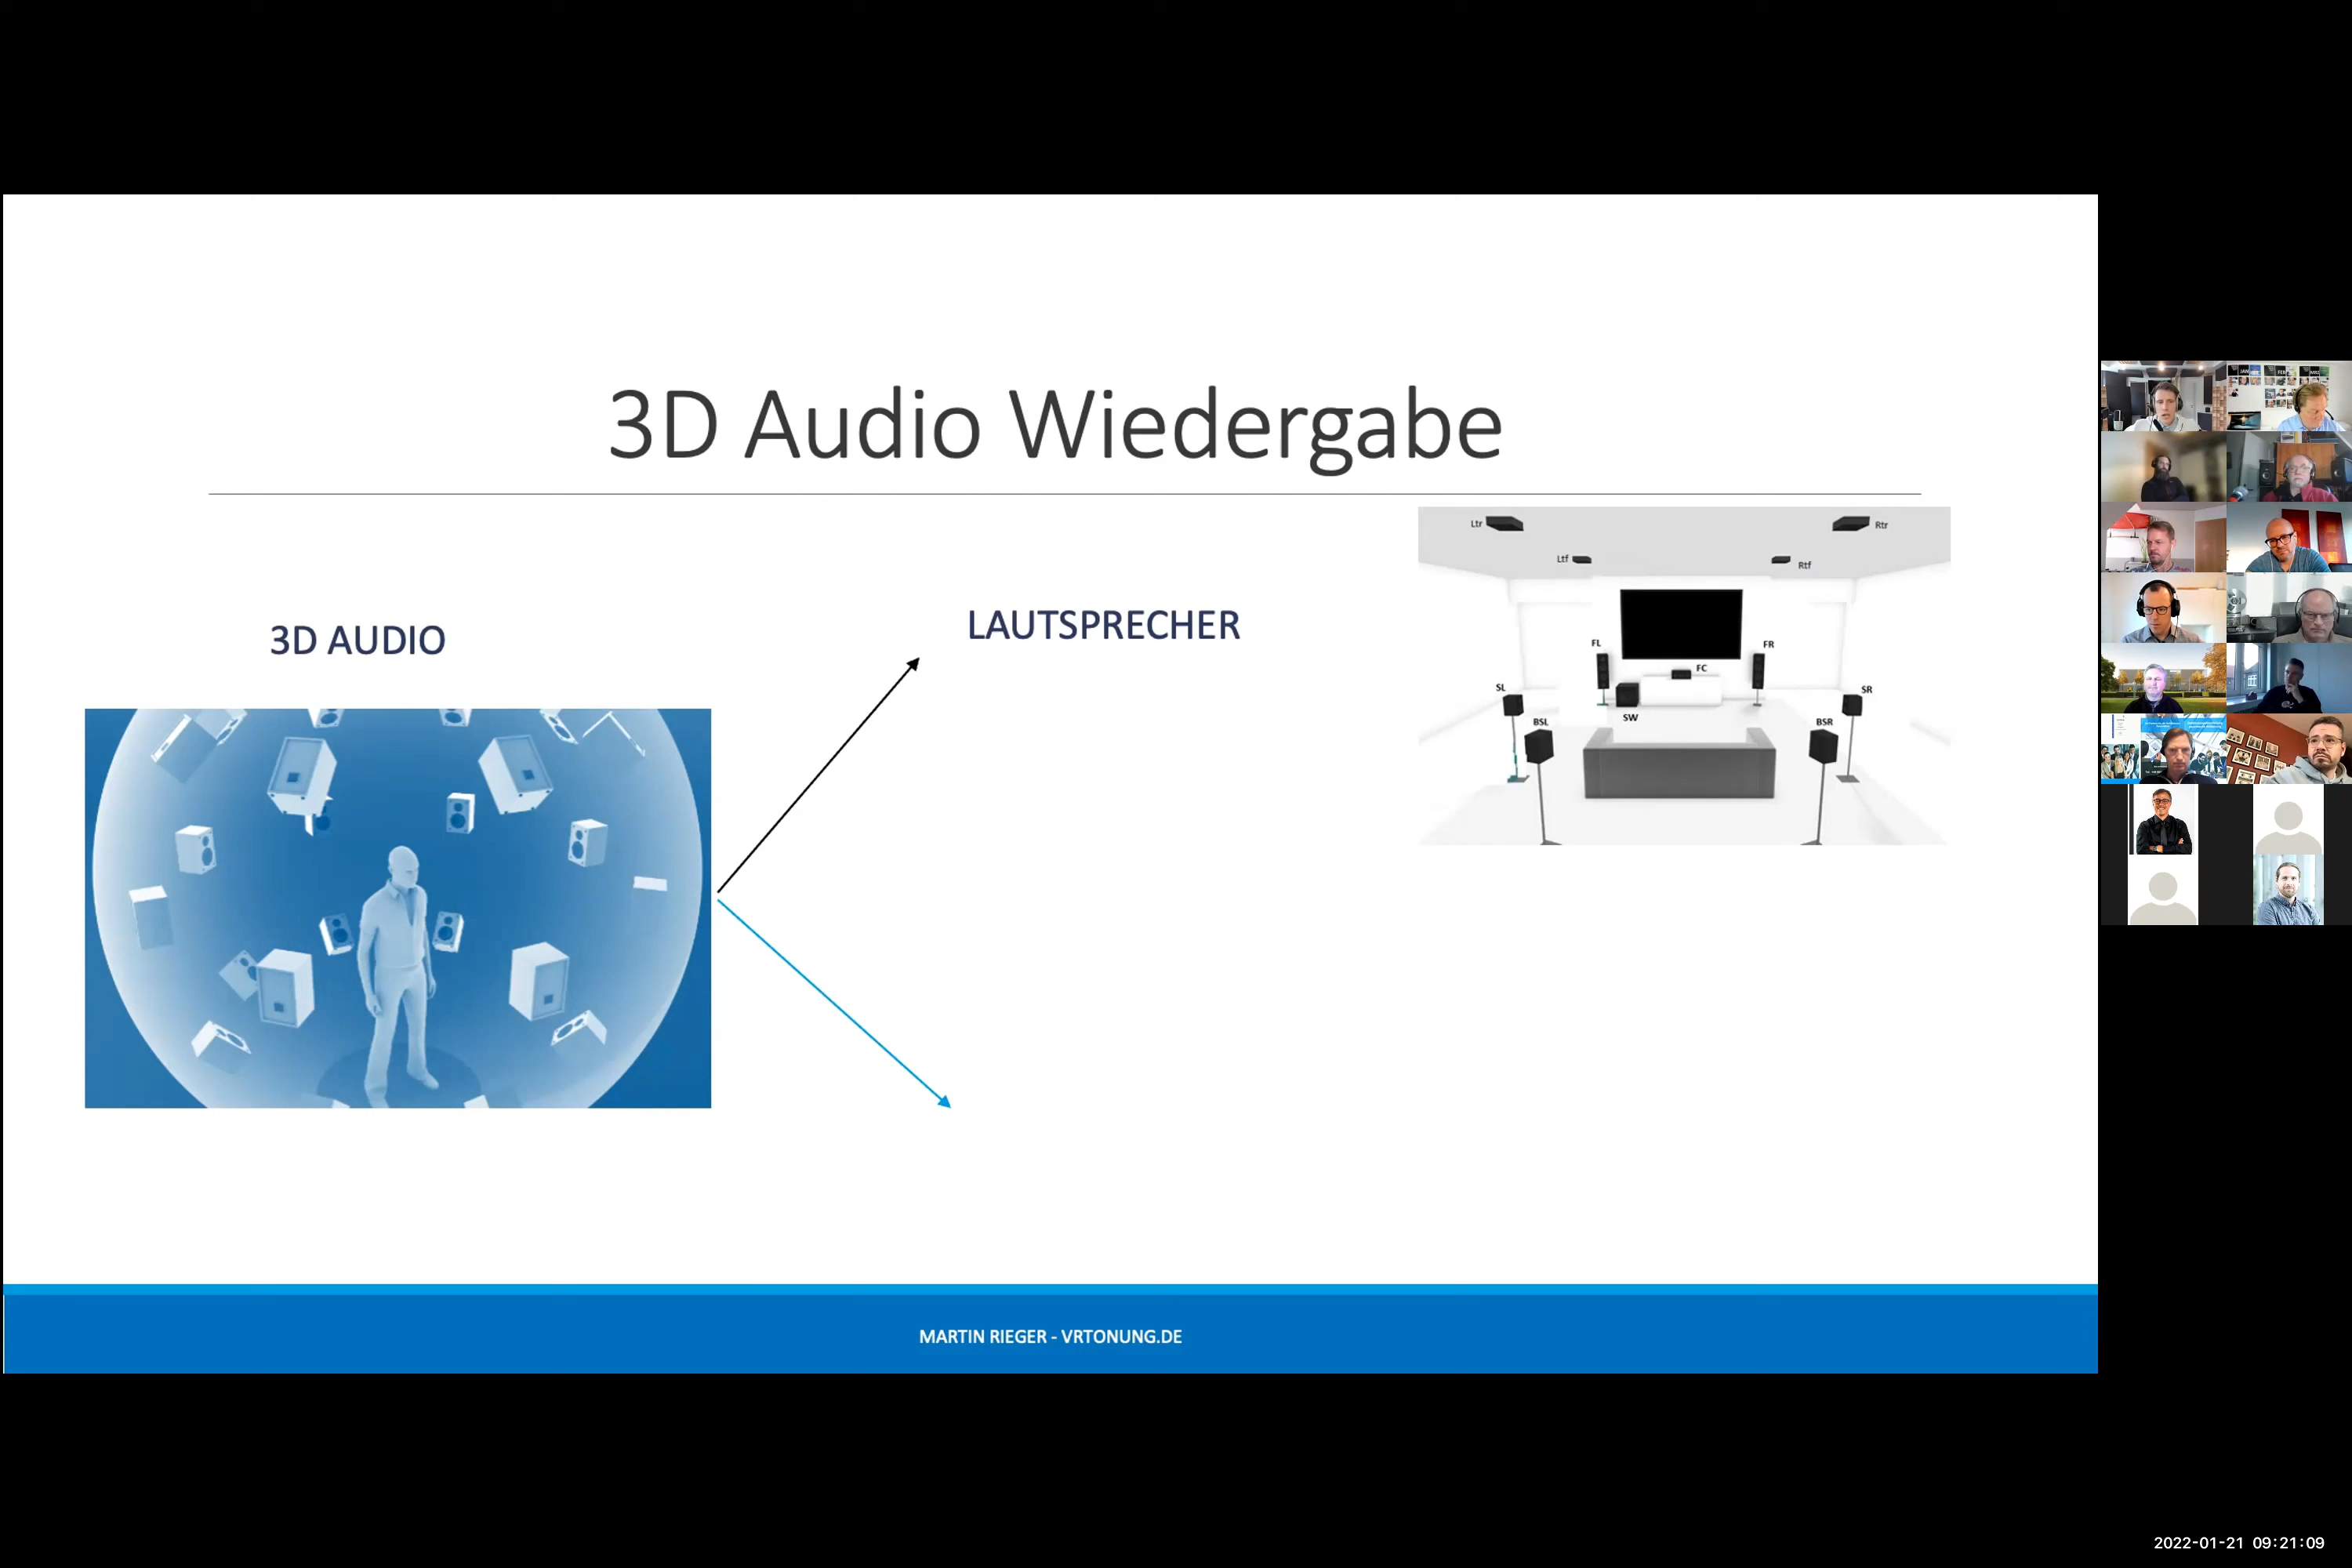 3D Audio Wiedergabe
3D AUDIO
LAUTSPRECHER
Ltr
Rtr
Ltf
Rtf
FL
FR
FC
SL
SR
SW
BSL
BSR
MARTIN RIEGER - VRTONUNG.DE
2022-01-21 09:21:09